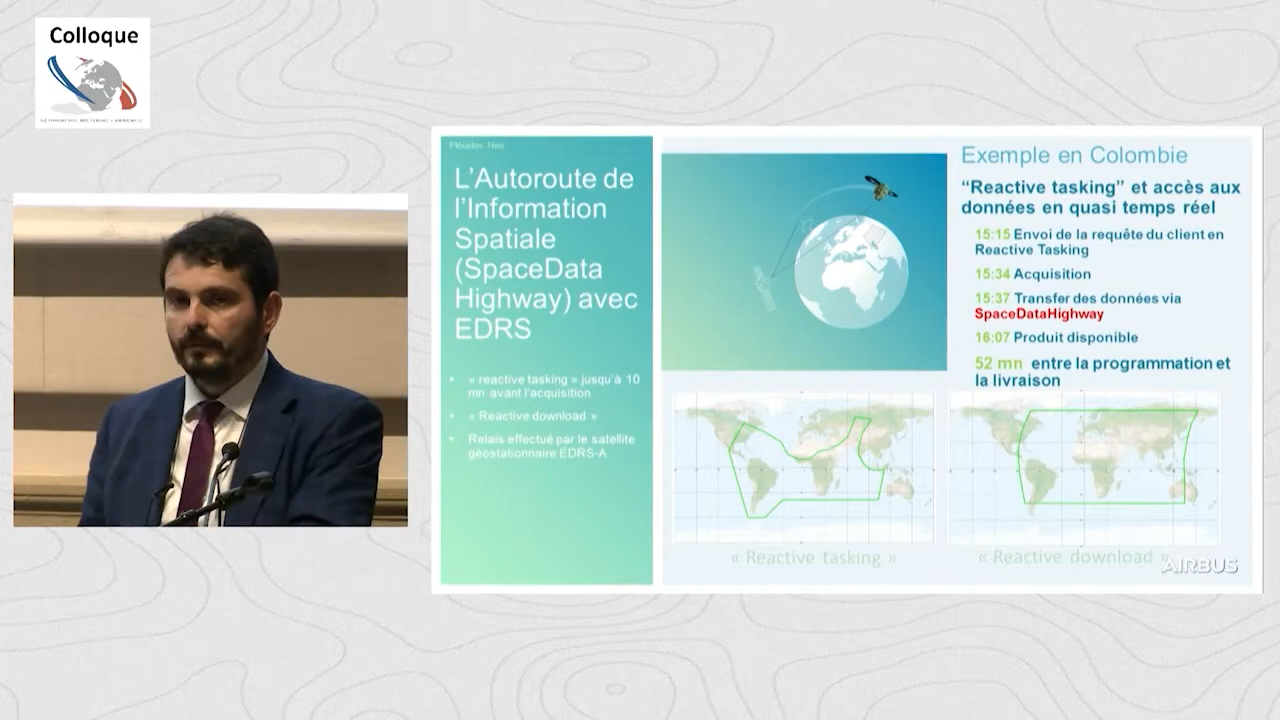 Colloque
Pléiades Neo
L'Autoroute de
l'Information
Spatiale
(SpaceData
Highway) avec
EDRS
• « reactive tasking » jusqu'à 10
mn avant l'acquisition
• « Reactive download »
• Relais effectué par le satellite
géostationnaire EDRS-A
Exemple en Colombie
“Reactive tasking” et accès aux
données en quasi temps réel
15:15 Envoi de la requête du client en
Reactive Tasking
15:34 Acquisition
15:37 Transfer des données via
SpaceDataHighway
16:07 Produit disponible
52 mn entre la programmation et
la livraison
« Reactive tasking »
« Reactive download »
AIRBUS